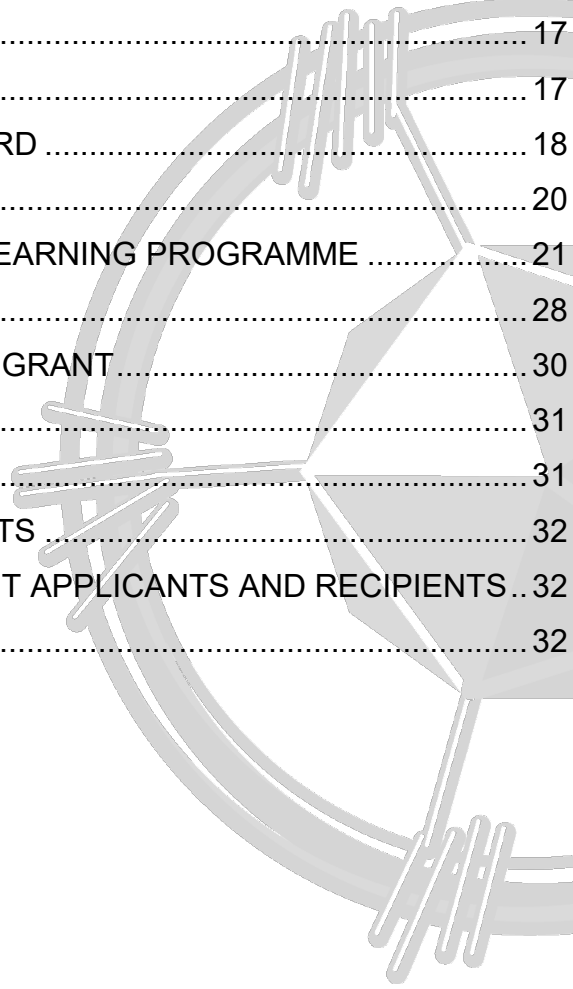 ........................................................ 17
........................................................ 17
RD ................................................... 18
........................................................ 20
EARNING PROGRAMME ................. 21
........................................................ 28
GRANT........................................... 30
........................................................ 31
........................................................ 31
TS ................................................... 32
T APPLICANTS AND RECIPIENTS.. 32
........................................................ 32